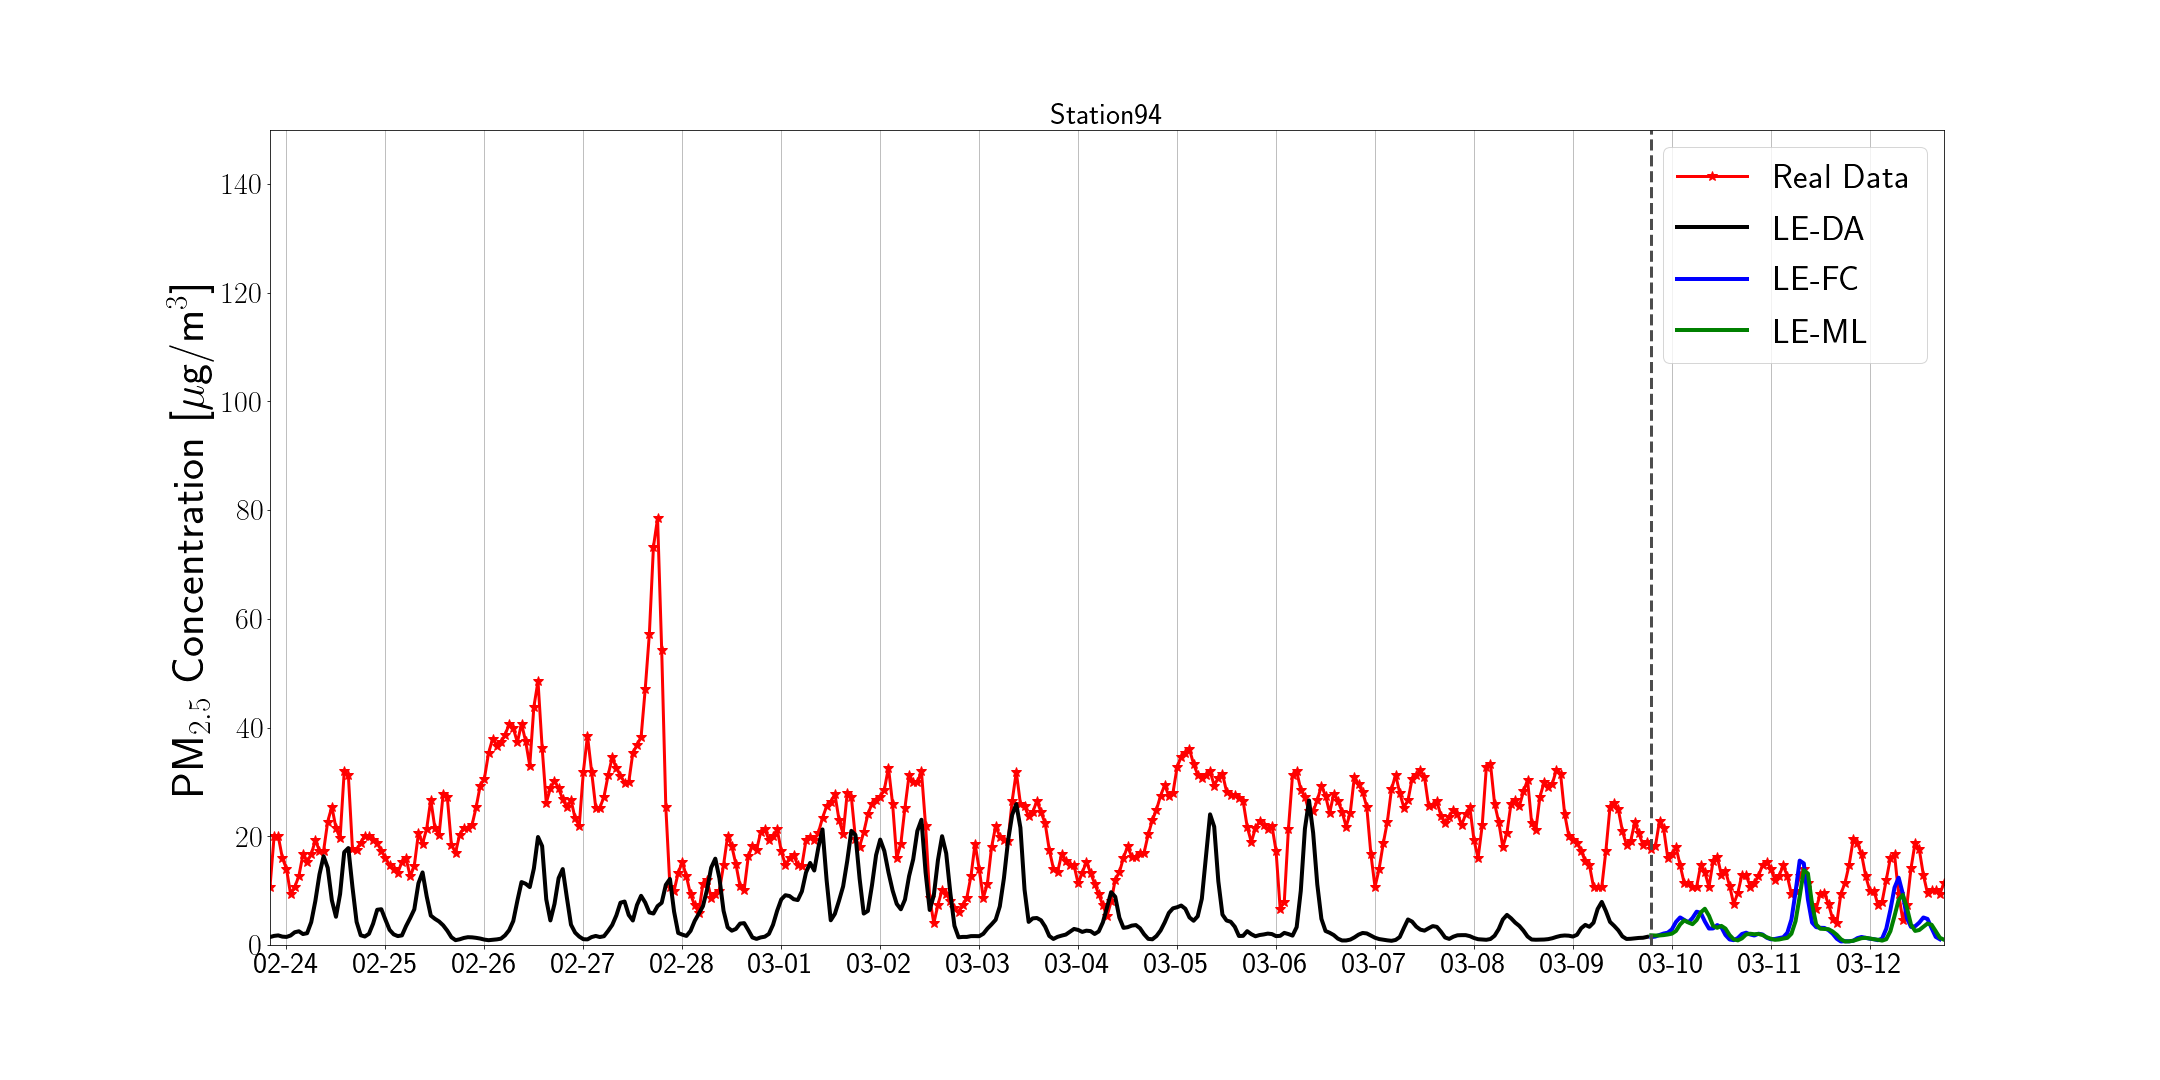 Station94
PM2.5 Concentration [μg/m³]
140
120
100
80
60
40
20
0
Real Data
LE-DA
LE-FC
LE-ML
02-24 02-25 02-26 02-27 02-28 03-01 03-02 03-03 03-04 03-05 03-06 03-07 03-08 03-09 03-10 03-11 03-12